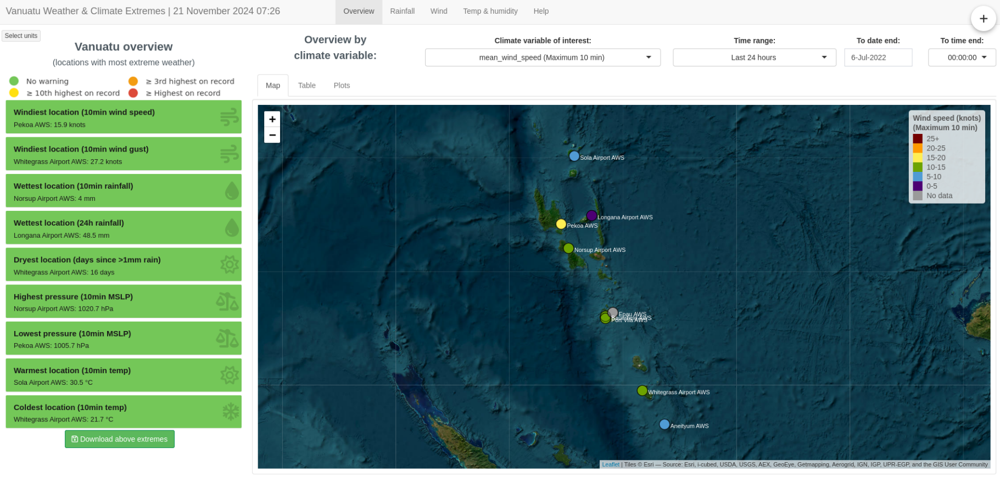 Vanuatu Weather & Climate Extremes | 21 November 2024 07:26
Overview
Rainfall
Wind
Temp & humidity
Help
+
Select units
Vanuatu overview
(locations with most extreme weather)
No warning
≥ 3rd highest on record
≥ 10th highest on record
≥ Highest on record
Windiest location (10min wind speed)
Pekoa AWS: 15.9 knots
Windiest location (10min wind gust)
Whitegrass Airport AWS: 27.2 knots
Wettest location (10min rainfall)
Norsup Airport AWS: 4 mm
Wettest location (24h rainfall)
Longana Airport AWS: 48.5 mm
Dryest location (days since >1mm rain)
Whitegrass Airport AWS: 16 days
Highest pressure (10min MSLP)
Norsup Airport AWS: 1020.7 hPa
Lowest pressure (10min MSLP)
Pekoa AWS: 1005.7 hPa
Warmest location (10min temp)
Sola Airport AWS: 30.5 °C
Coldest location (10min temp)
Whitegrass Airport AWS: 21.7 °C
Download above extremes
Overview by
climate variable:
Climate variable of interest:
mean_wind_speed (Maximum 10 min)
Time range:
Last 24 hours
To date end:
6-Jul-2022
To time end:
00:00:00
Map
Table
Plots
+
−
Wind speed (knots)
(Maximum 10 min)
25+
20-25
15-20
10-15
5-10
0-5
No data
Sola Airport AWS
Longana Airport AWS
Pekoa AWS
Norsup Airport AWS
Epau AWS
Bauerfield AWS
Port Vila AWS
Whitegrass Airport AWS
Aneityum AWS
Leaflet | Tiles © Esri — Source: Esri, i-cubed, USDA, USGS, AEX, GeoEye, Getmapping, Aerogrid, IGN, IGP, UPR-EGP, and the GIS User Community